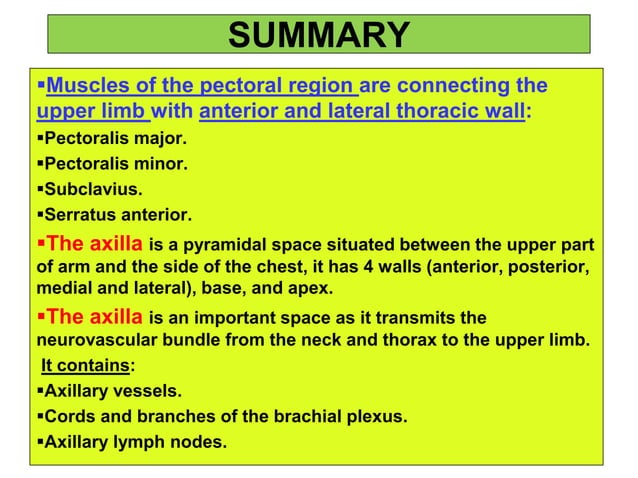 SUMMARY
▪Muscles of the pectoral region are connecting the
upper limb with anterior and lateral thoracic wall:
▪Pectoralis major.
▪Pectoralis minor.
▪Subclavius.
▪Serratus anterior.
▪The axilla is a pyramidal space situated between the upper part
of arm and the side of the chest, it has 4 walls (anterior, posterior,
medial and lateral), base, and apex.
▪The axilla is an important space as it transmits the
neurovascular bundle from the neck and thorax to the upper limb.
It contains:
▪Axillary vessels.
▪Cords and branches of the brachial plexus.
▪Axillary lymph nodes.